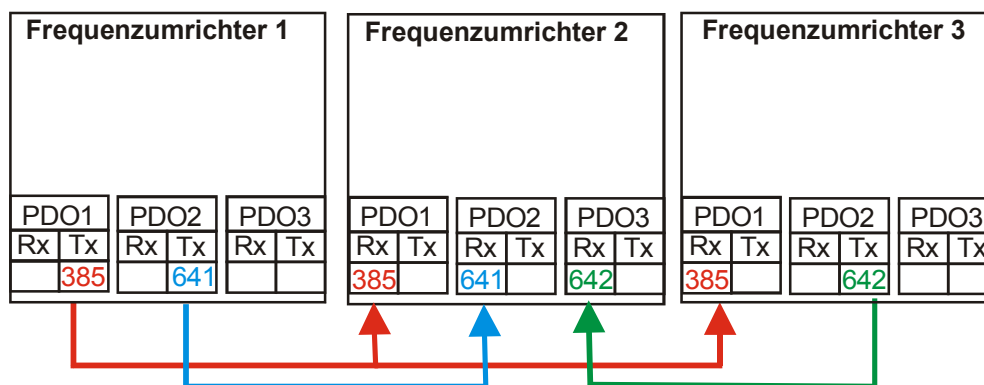 Frequenzumrichter 1
PDO1 PDO2 PDO3
Rx Tx Rx Tx Rx Tx
385 641
Frequenzumrichter 2
PDO1 PDO2 PDO3
Rx Tx Rx Tx Rx Tx
385 641 642
Frequenzumrichter 3
PDO1 PDO2 PDO3
Rx Tx Rx Tx Rx Tx
385 642